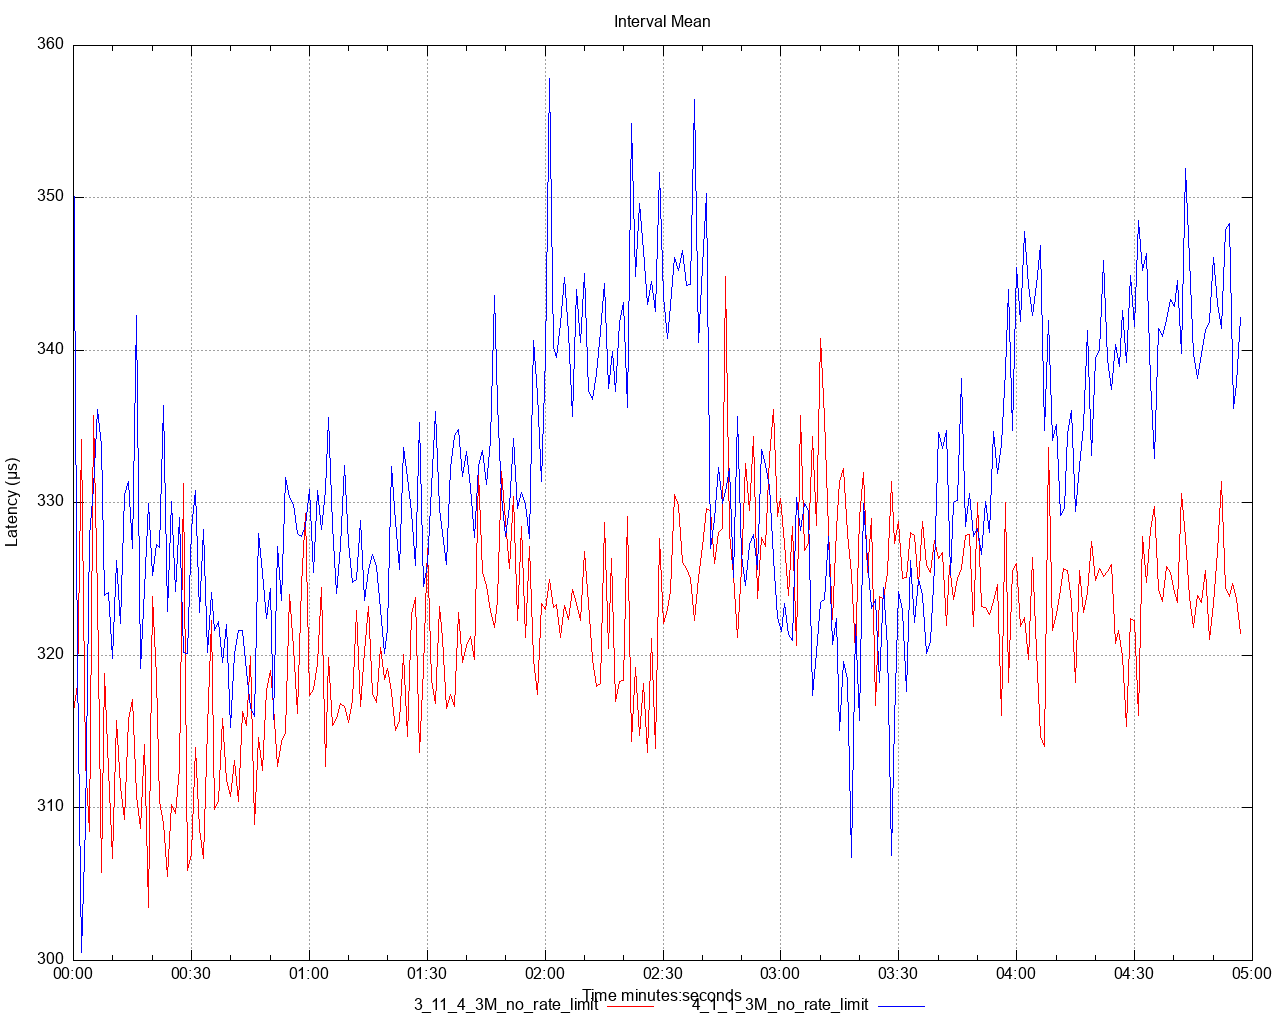 Interval Mean
360
350
340
330
320
310
300
Latency (µs)
00:00 00:30 01:00 01:30 02:00 02:30 03:00 03:30 04:00 04:30 05:00
Time minutes:seconds
3_11_4_3M_no_rate_limit 4_1_1_3M_no_rate_limit